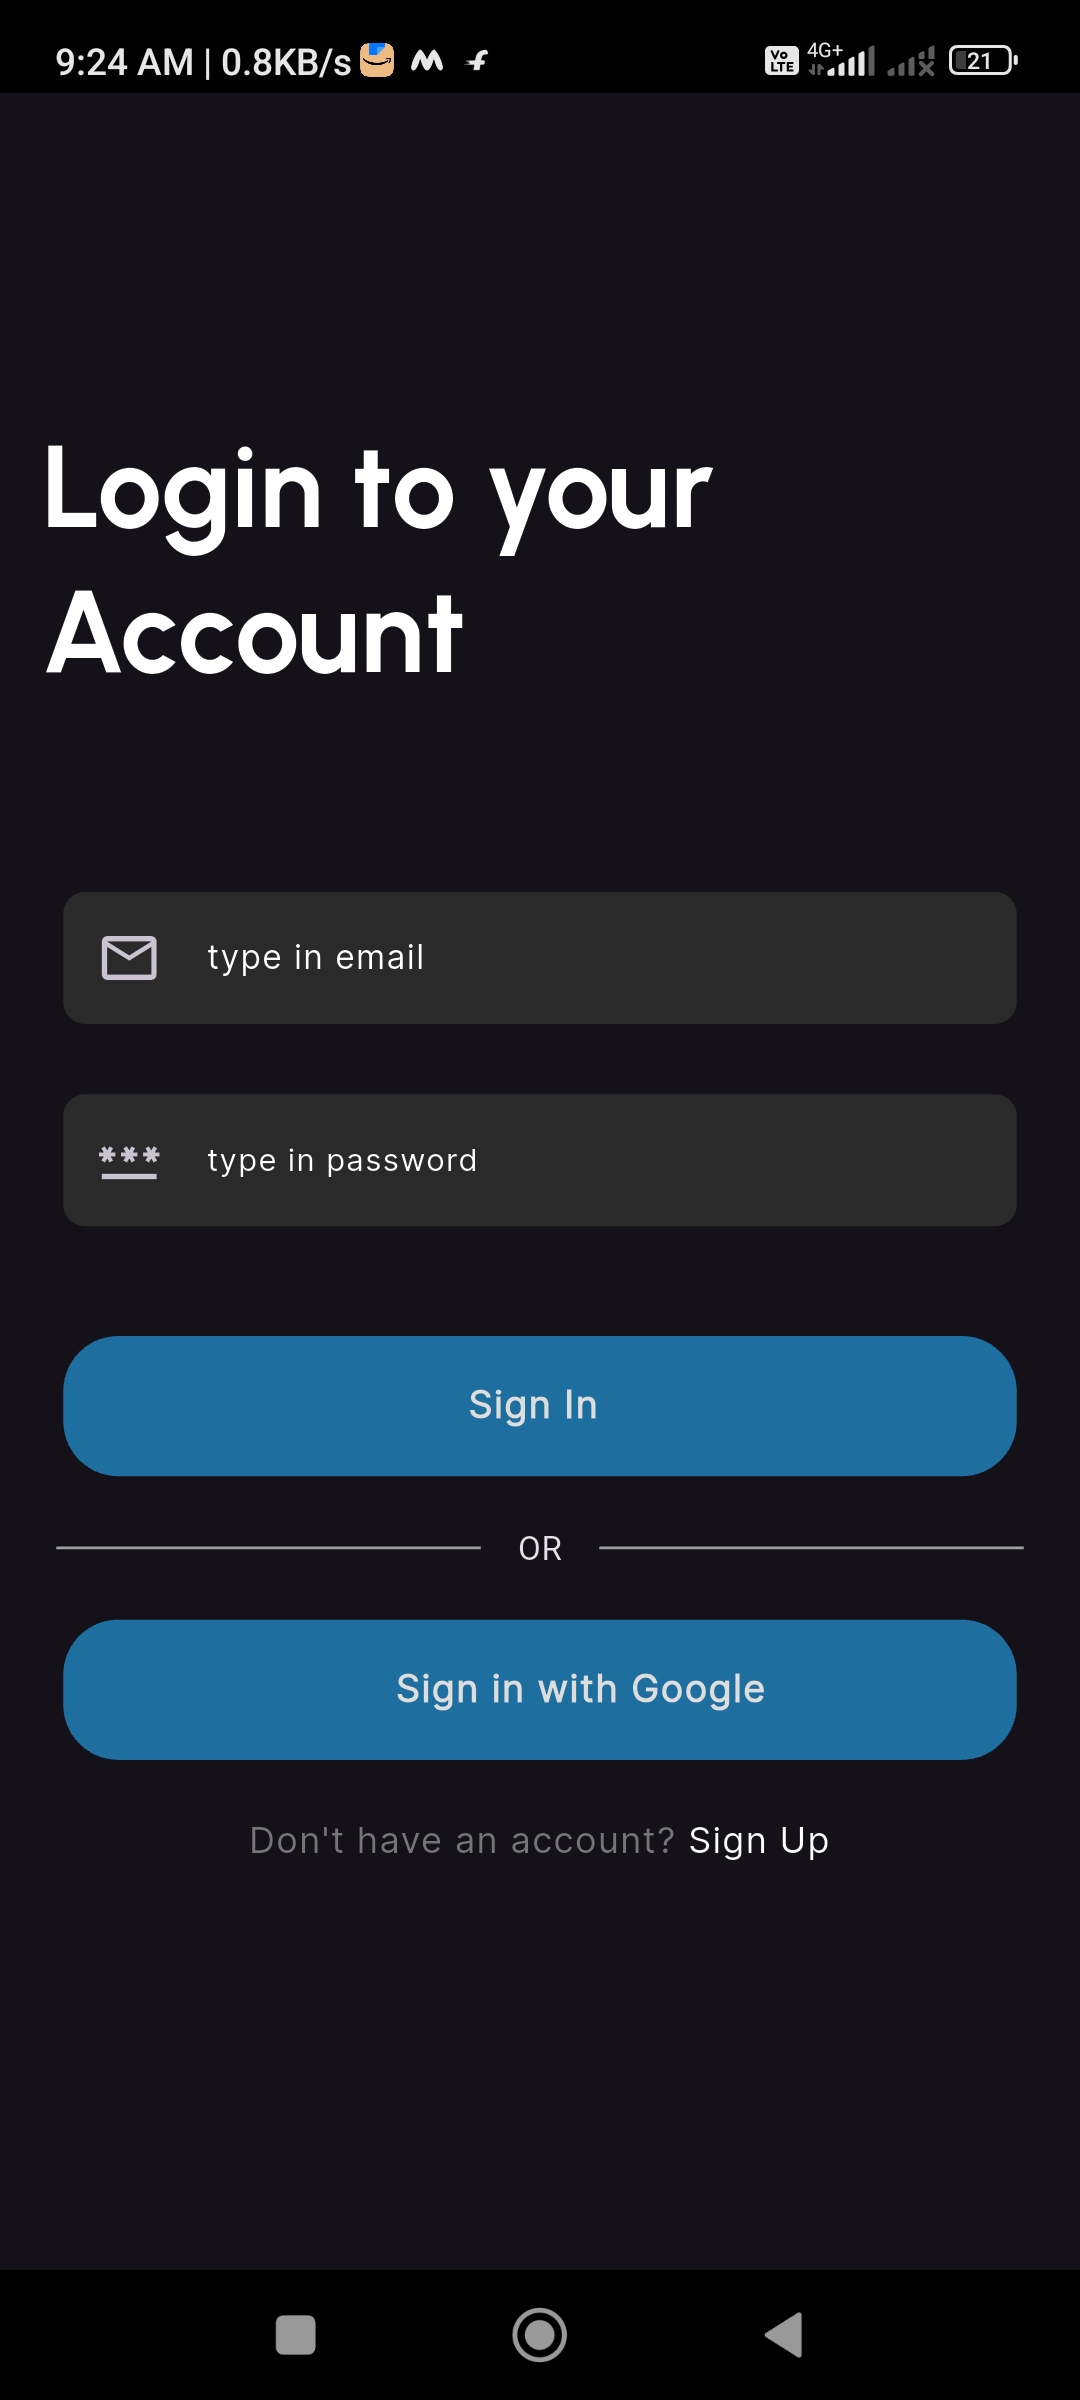 9:24 AM | 0.8KB/s
Vo LTE 4G+ 21
Login to your
Account
type in email
*** type in password
Sign In
OR
Sign in with Google
Don't have an account? Sign Up